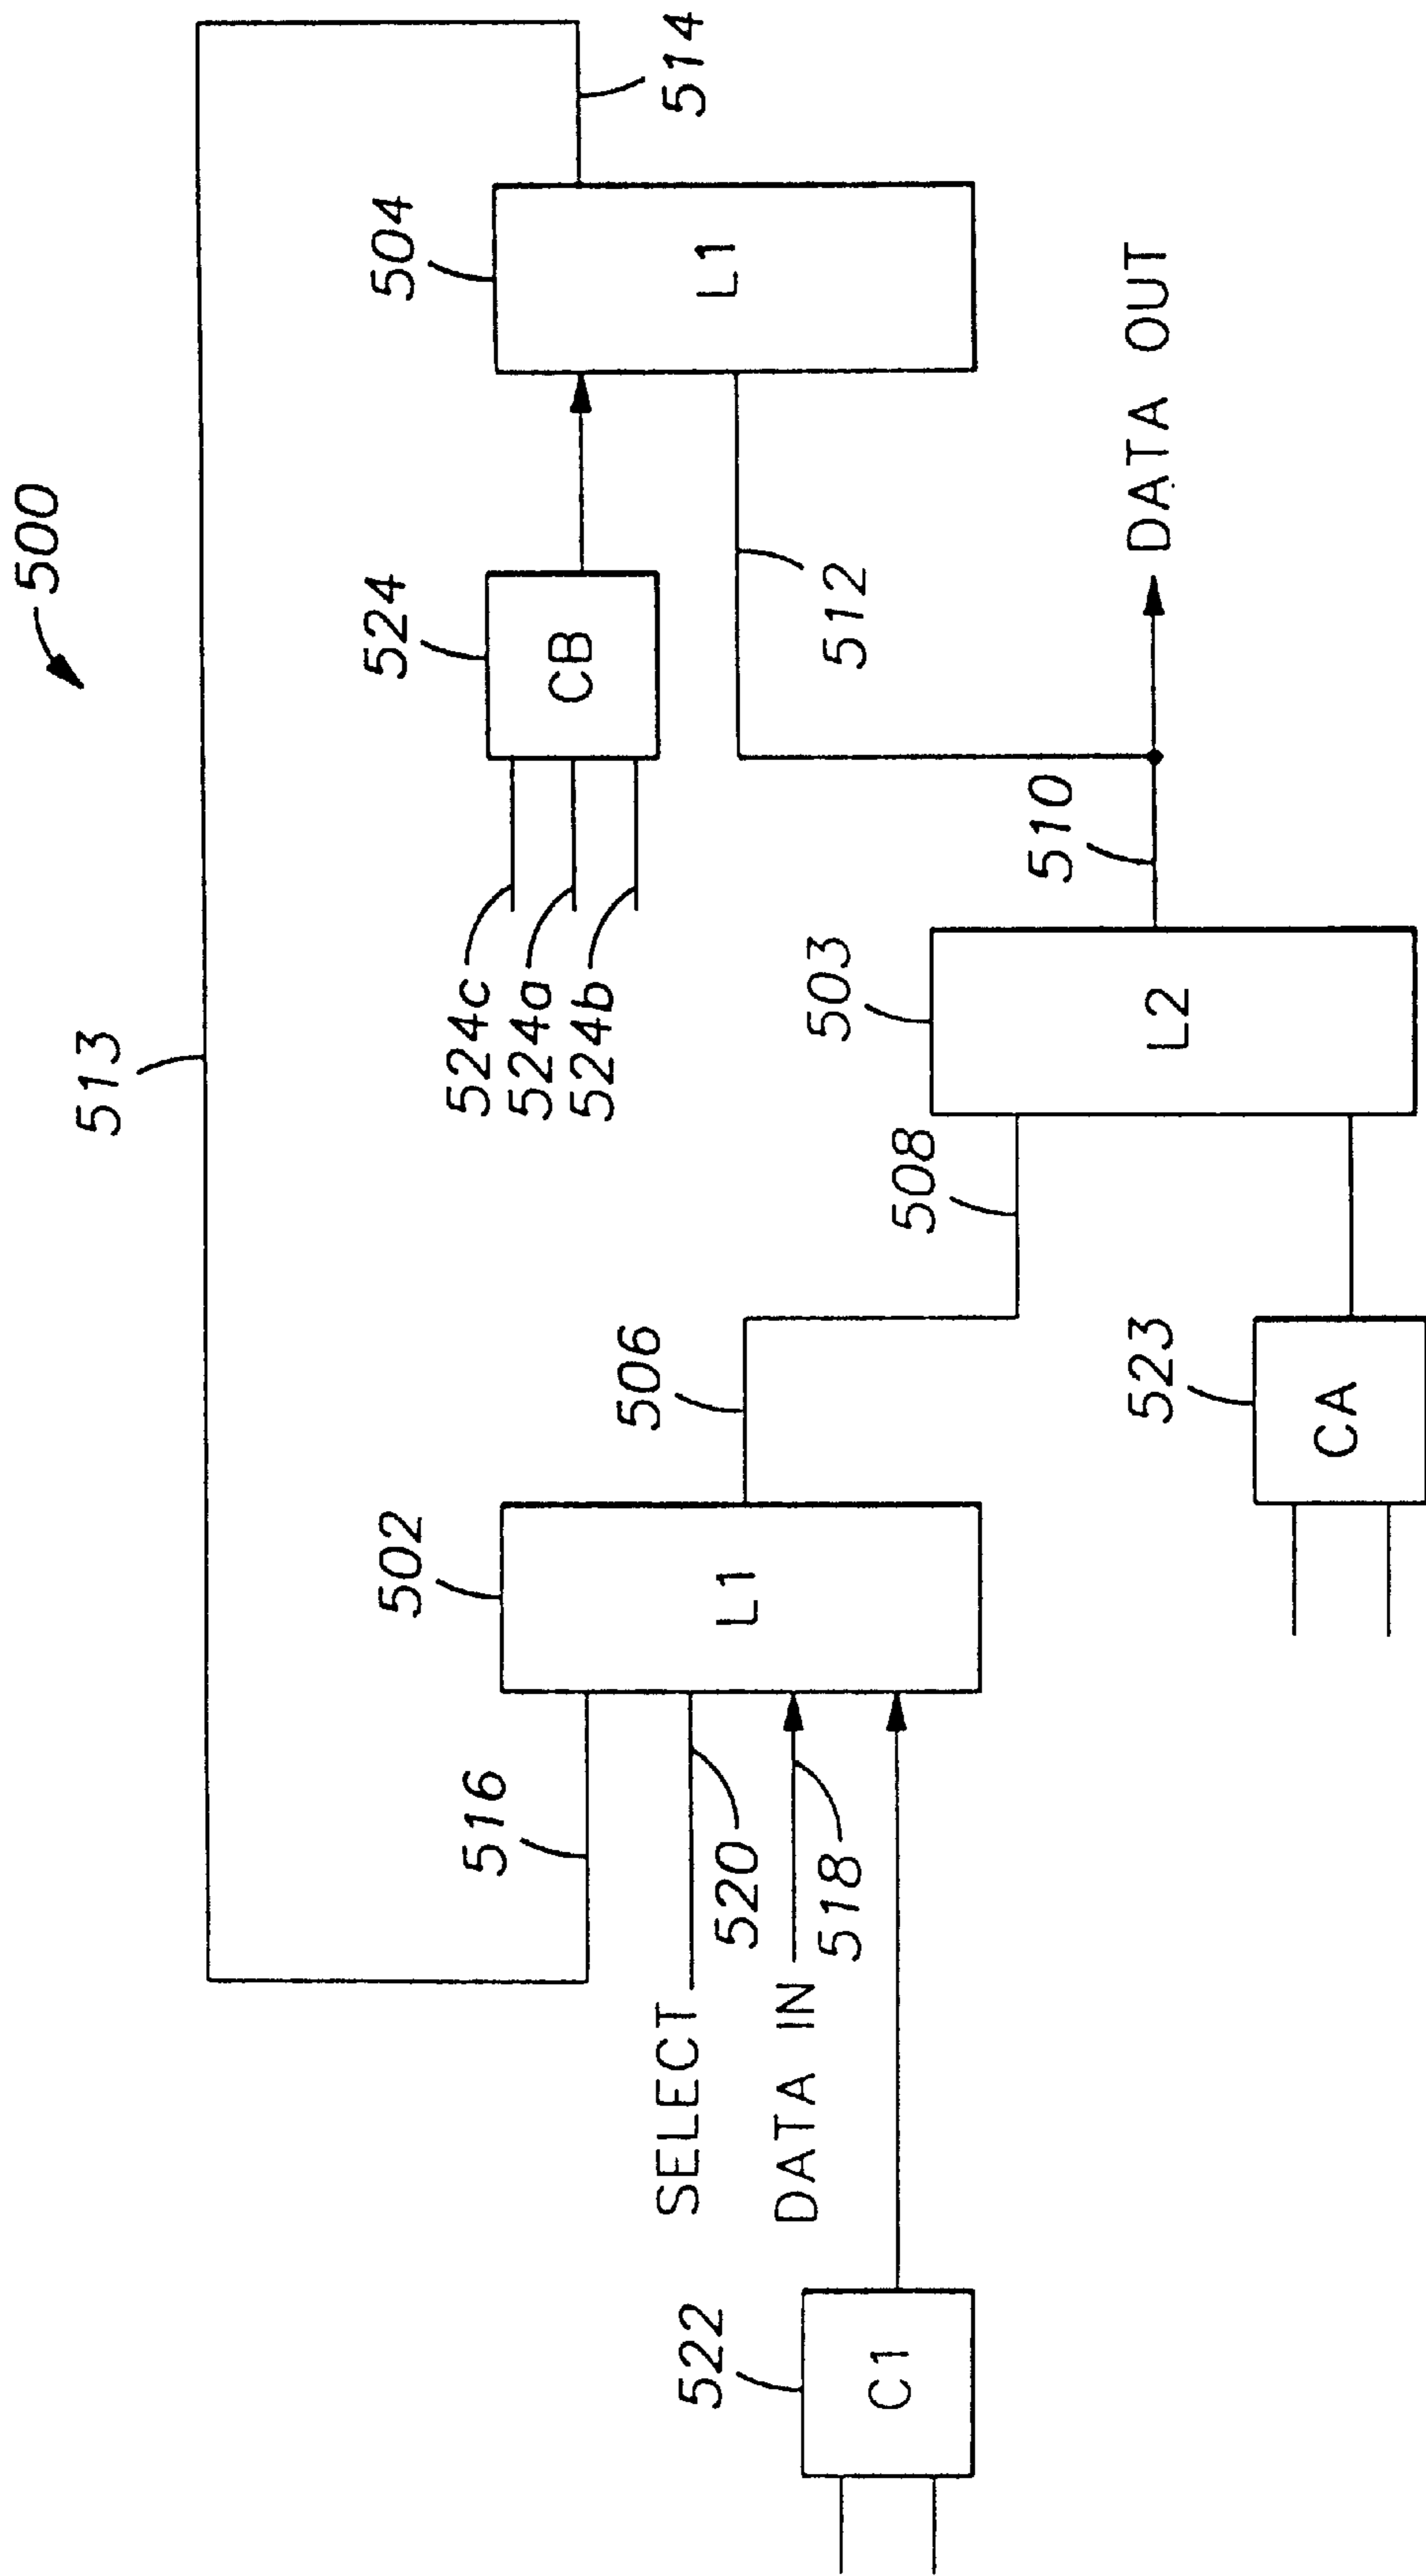 500
513
514
504
L1
524
CB
524c
524a
524b
512
DATA OUT
510
503
L2
508
506
502
L1
523
CA
516
520
SELECT
518
DATA IN
522
C1